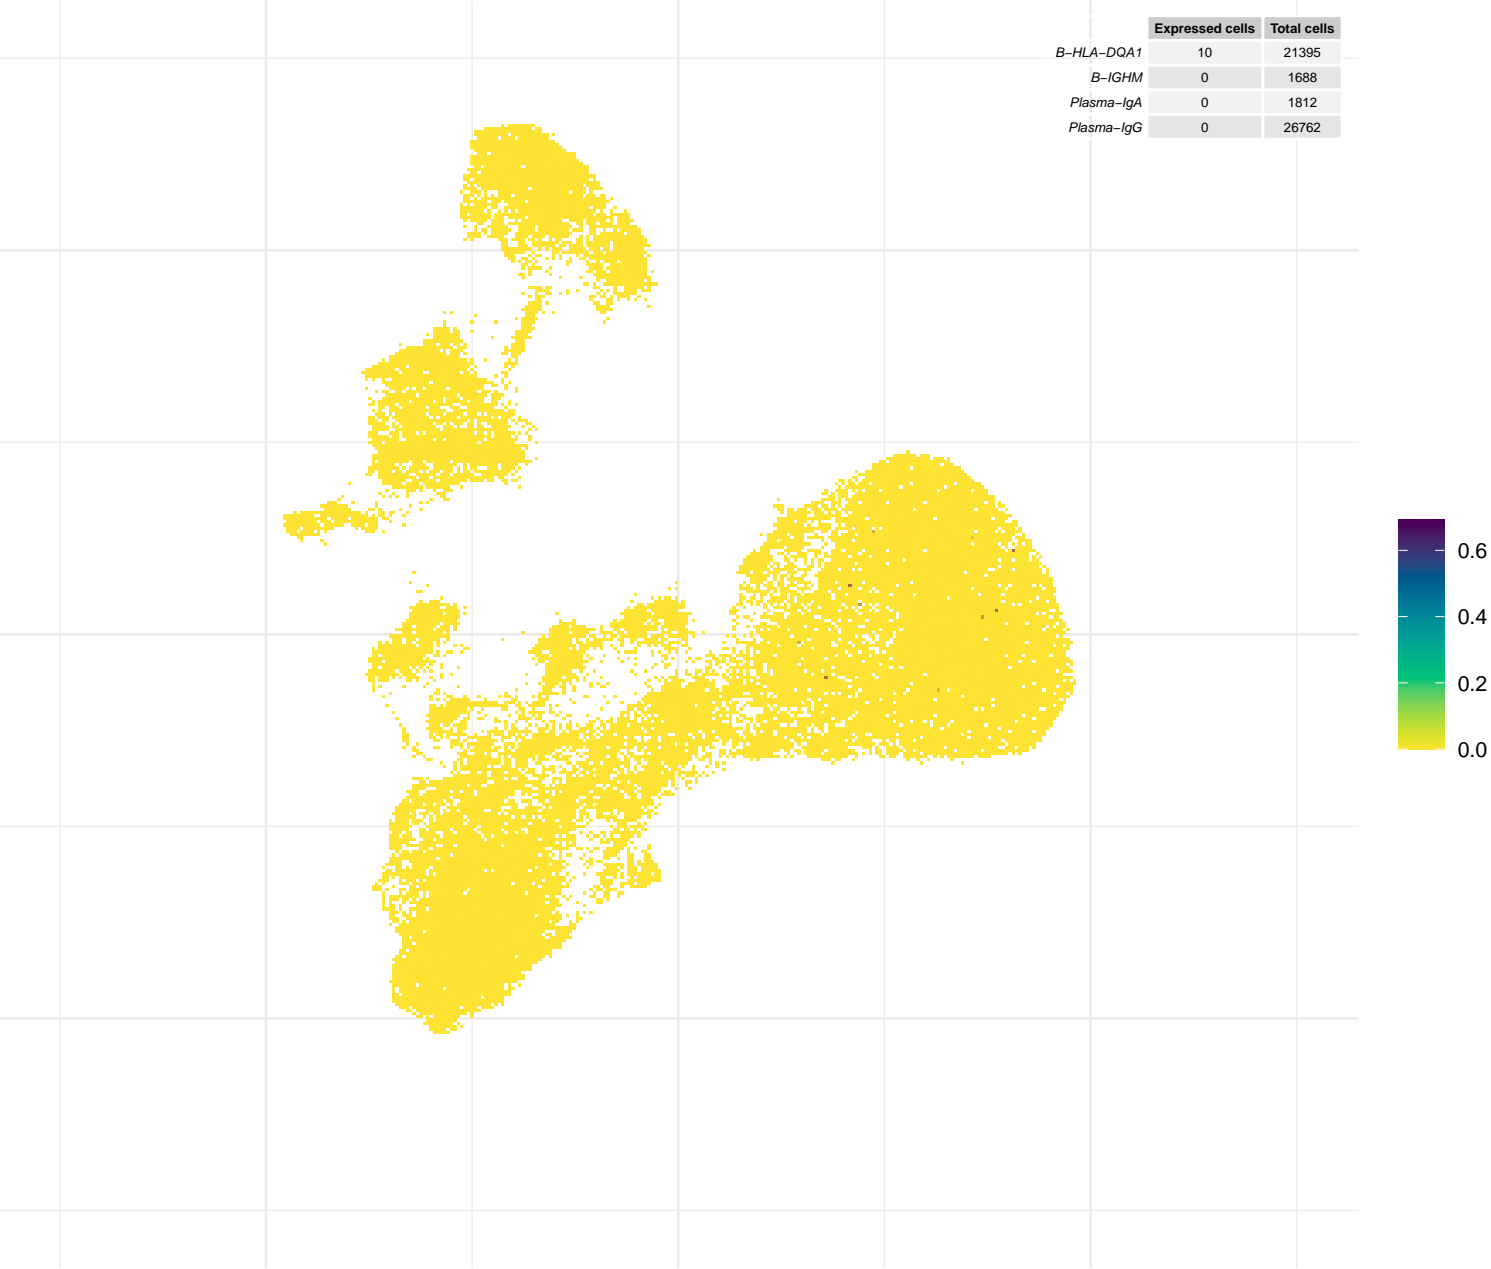 Expressed cells Total cells
B−HLA−DQA1 10 21395
B−IGHM 0 1688
Plasma−IgA 0 1812
Plasma−IgG 0 26762
0.6
0.4
0.2
0.0